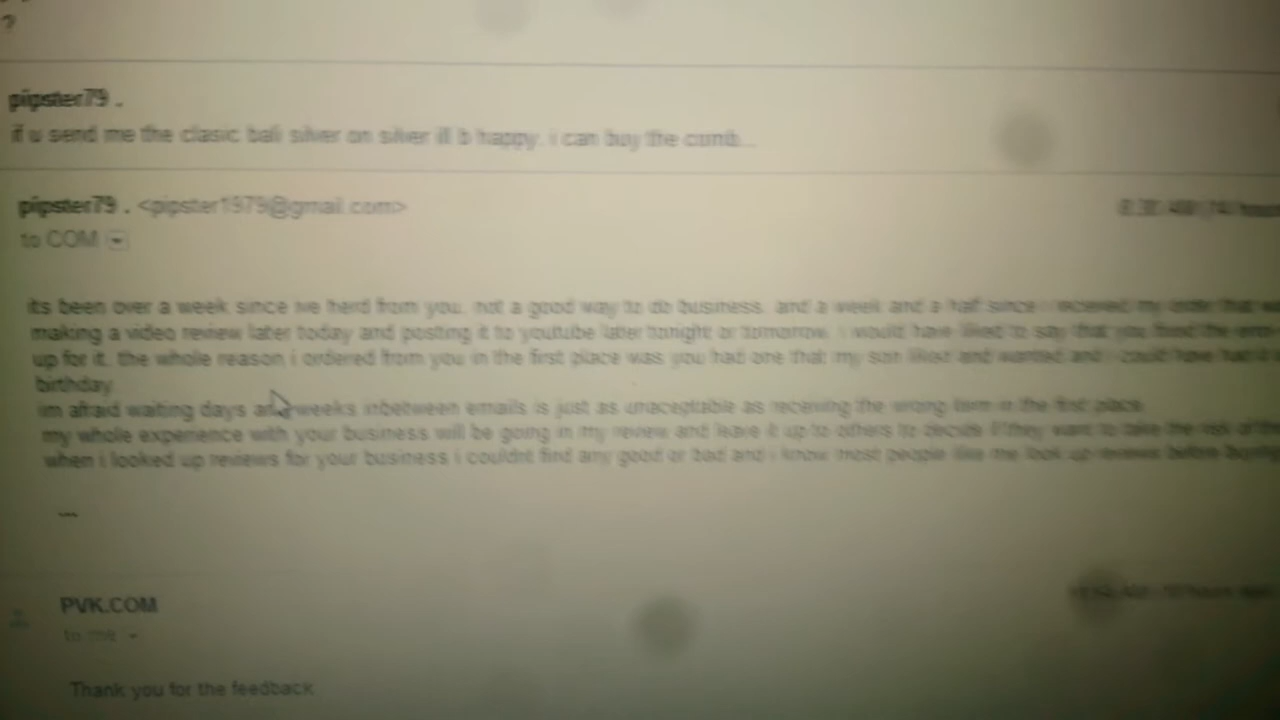 ?
pipster79 .
if u send me the clasic bali silver on silver ill b happy. i can buy the comb...
pipster79 . <pipster1979@gmail.com>
to COM
its been over a week since ive herd from you. not a good way to do business. and a week and a half since i received my order that
making a video review later today and posting it to youtube later tonight or tomorrow. i would have liked to say that you fixed the
up for it. the whole reason i ordered from you in the first place was you had one that my son liked and wanted and i could have had it
birthday
im afraid waiting days and weeks inbetween emails is just as unaceptable as receiving the wrong item in the first place.
my whole experience with your business will be going in my review and leave it up to others to decide if they want to take the risk of
when i looked up reviews for your business i couldnt find any good or bad and i know most people like me look up reviews before buying
...
PVK.COM
to me
Thank you for the feedback